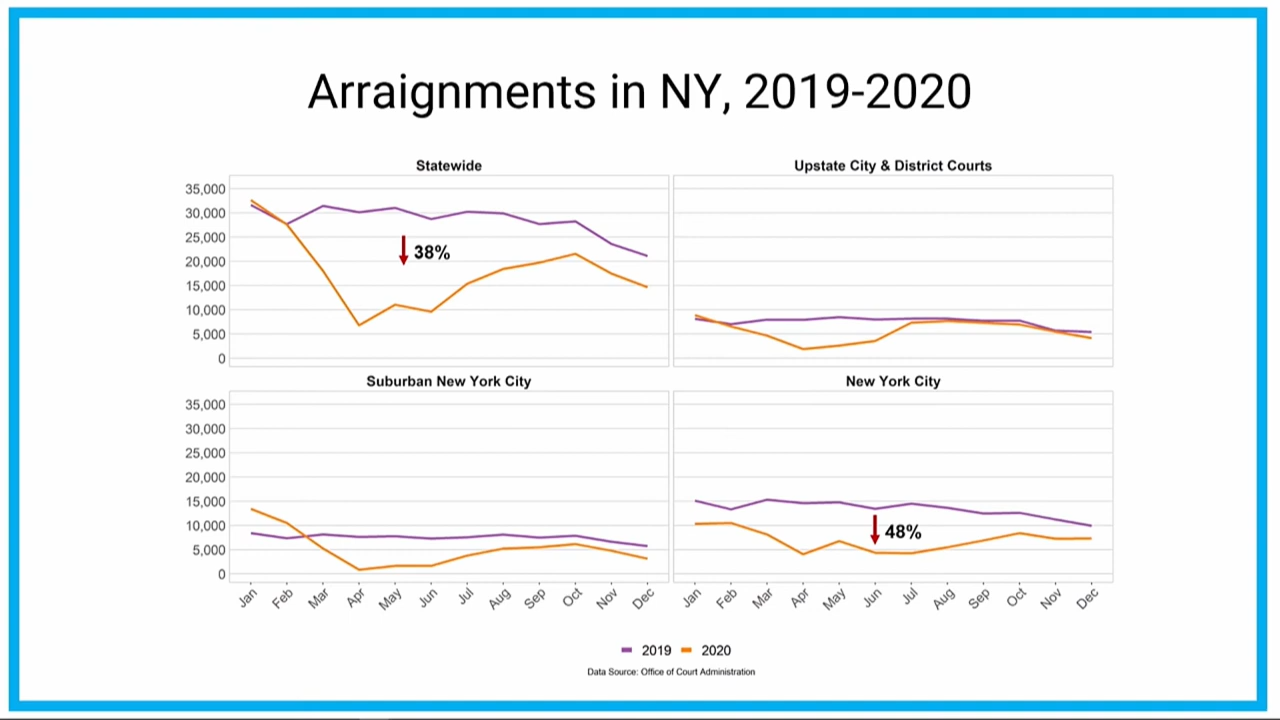 Arraignments in NY, 2019-2020
Statewide
35,000
30,000
25,000
20,000
15,000
10,000
5,000
0
38%
Upstate City & District Courts
Suburban New York City
35,000
30,000
25,000
20,000
15,000
10,000
5,000
0
Jan Feb Mar Apr May Jun Jul Aug Sep Oct Nov Dec
New York City
48%
Jan Feb Mar Apr May Jun Jul Aug Sep Oct Nov Dec
2019 2020
Data Source: Office of Court Administration